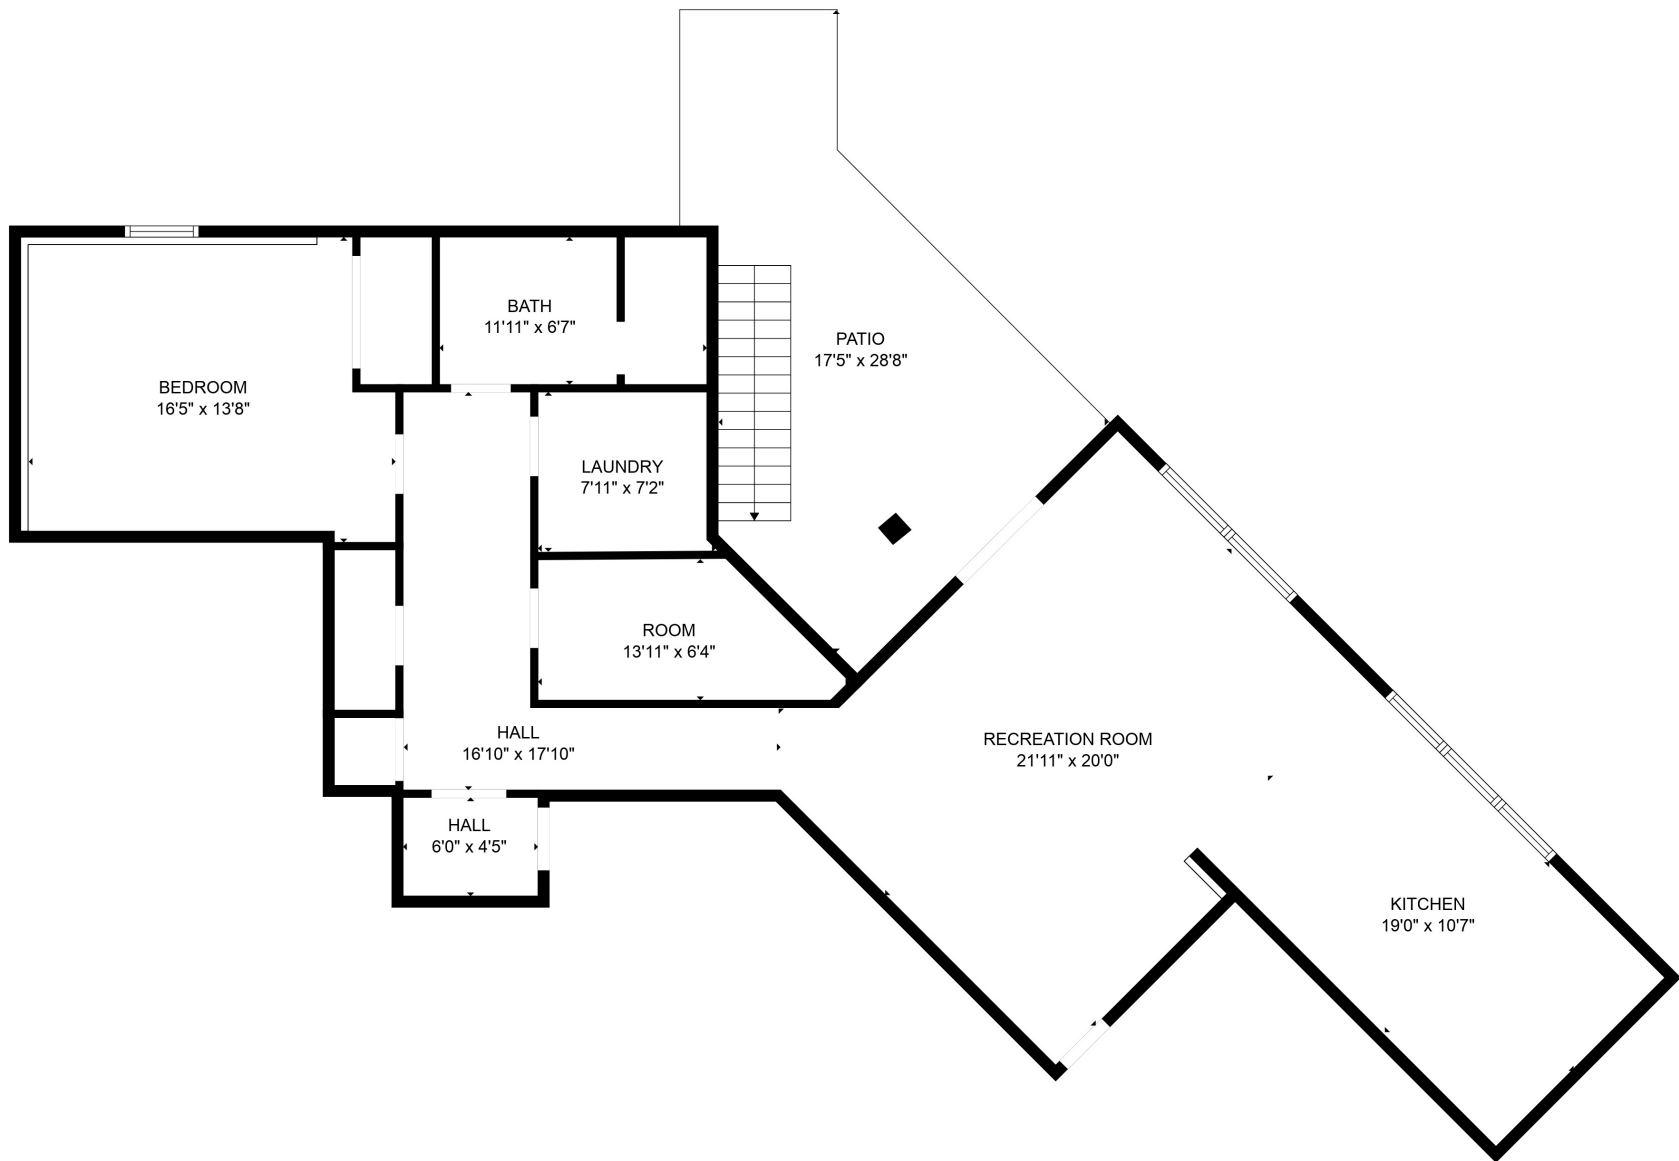 BATH
11'11" x 6'7"
PATIO
17'5" x 28'8"
BEDROOM
16'5" x 13'8"
LAUNDRY
7'11" x 7'2"
ROOM
13'11" x 6'4"
HALL
16'10" x 17'10"
RECREATION ROOM
21'11" x 20'0"
HALL
6'0" x 4'5"
KITCHEN
19'0" x 10'7"